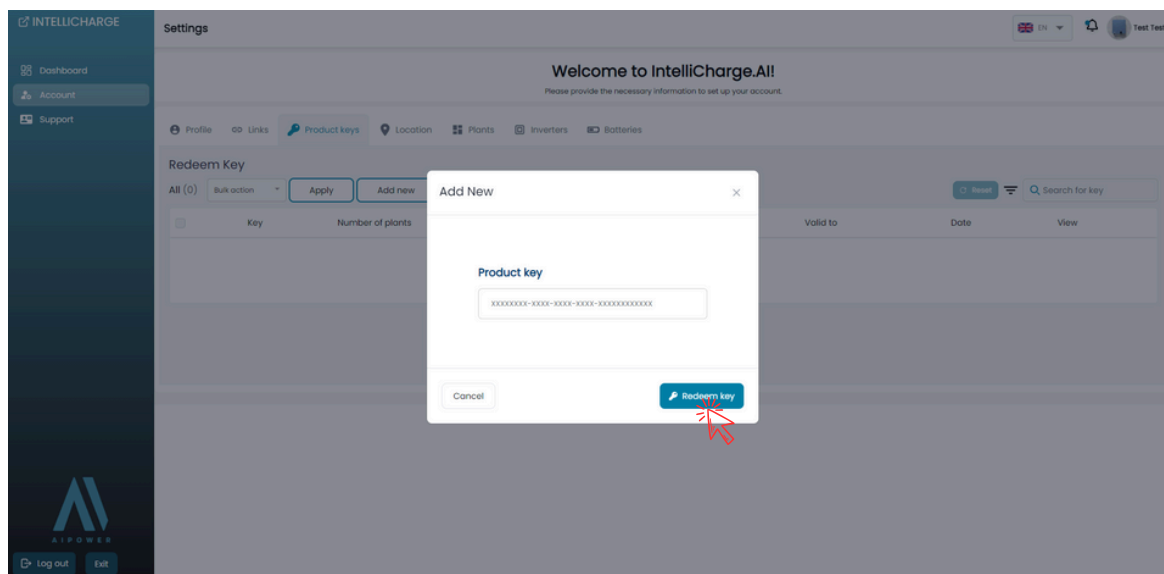 INTELLICHARGE
Settings
EN
Test Test
Welcome to IntelliCharge.AI!
Please provide the necessary information to set up your account.
Dashboard
Account
Support
Profile
Links
Product keys
Location
Plants
Inverters
Batteries
Redeem Key
All (0)
Bulk action
Apply
Add new
Reset
Search for key
Key
Number of plants
Valid to
Date
View
Add New
Product key
xxxxxxxx-xxxx-xxxx-xxxx-xxxxxxxxxxxx
Cancel
Redeem key
AIPOWER
Log out
Exit